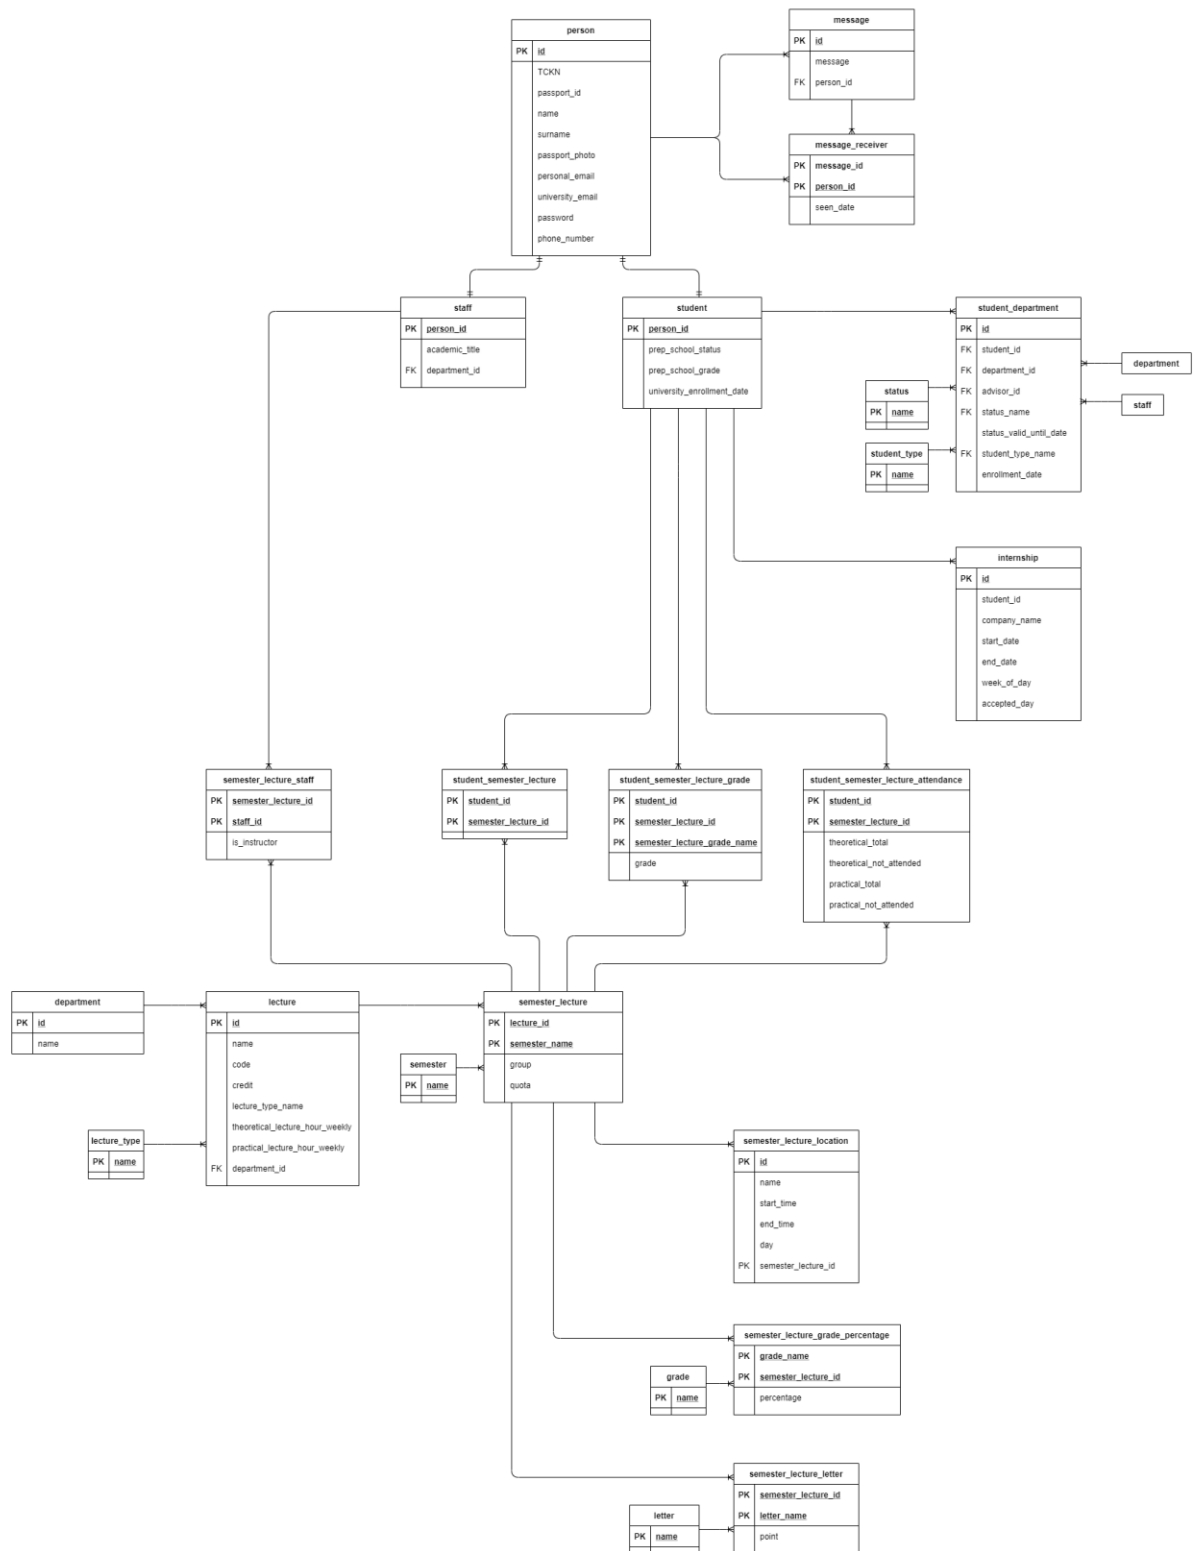 person
PK id
TCKN
passport_id
name
surname
passport_photo
personal_email
university_email
password
phone_number
message
PK id
message
FK person_id
message_receiver
PK message_id
PK person_id
seen_date
staff
PK person_id
academic_title
FK department_id
student
PK person_id
prep_school_status
prep_school_grade
university_enrollment_date
student_department
PK id
FK student_id
FK department_id
FK advisor_id
FK status_name
status_valid_until_date
FK student_type_name
enrollment_date
department
staff
status
PK name
student_type
PK name
internship
PK id
student_id
company_name
start_date
end_date
week_of_day
accepted_day
semester_lecture_staff
PK semester_lecture_id
PK staff_id
is_instructor
student_semester_lecture
PK student_id
PK semester_lecture_id
student_semester_lecture_grade
PK student_id
PK semester_lecture_id
PK semester_lecture_grade_name
grade
student_semester_lecture_attendance
PK student_id
PK semester_lecture_id
theoretical_total
theoretical_not_attended
practical_total
practical_not_attended
department
PK id
name
lecture
PK id
name
code
credit
lecture_type_name
theoretical_lecture_hour_weekly
practical_lecture_hour_weekly
FK department_id
lecture_type
PK name
semester_lecture
PK lecture_id
PK semester_name
group
quota
semester
PK name
semester_lecture_location
PK id
name
start_time
end_time
day
PK semester_lecture_id
semester_lecture_grade_percentage
PK grade_name
PK semester_lecture_id
percentage
grade
PK name
semester_lecture_letter
PK semester_lecture_id
PK letter_name
point
letter
PK name